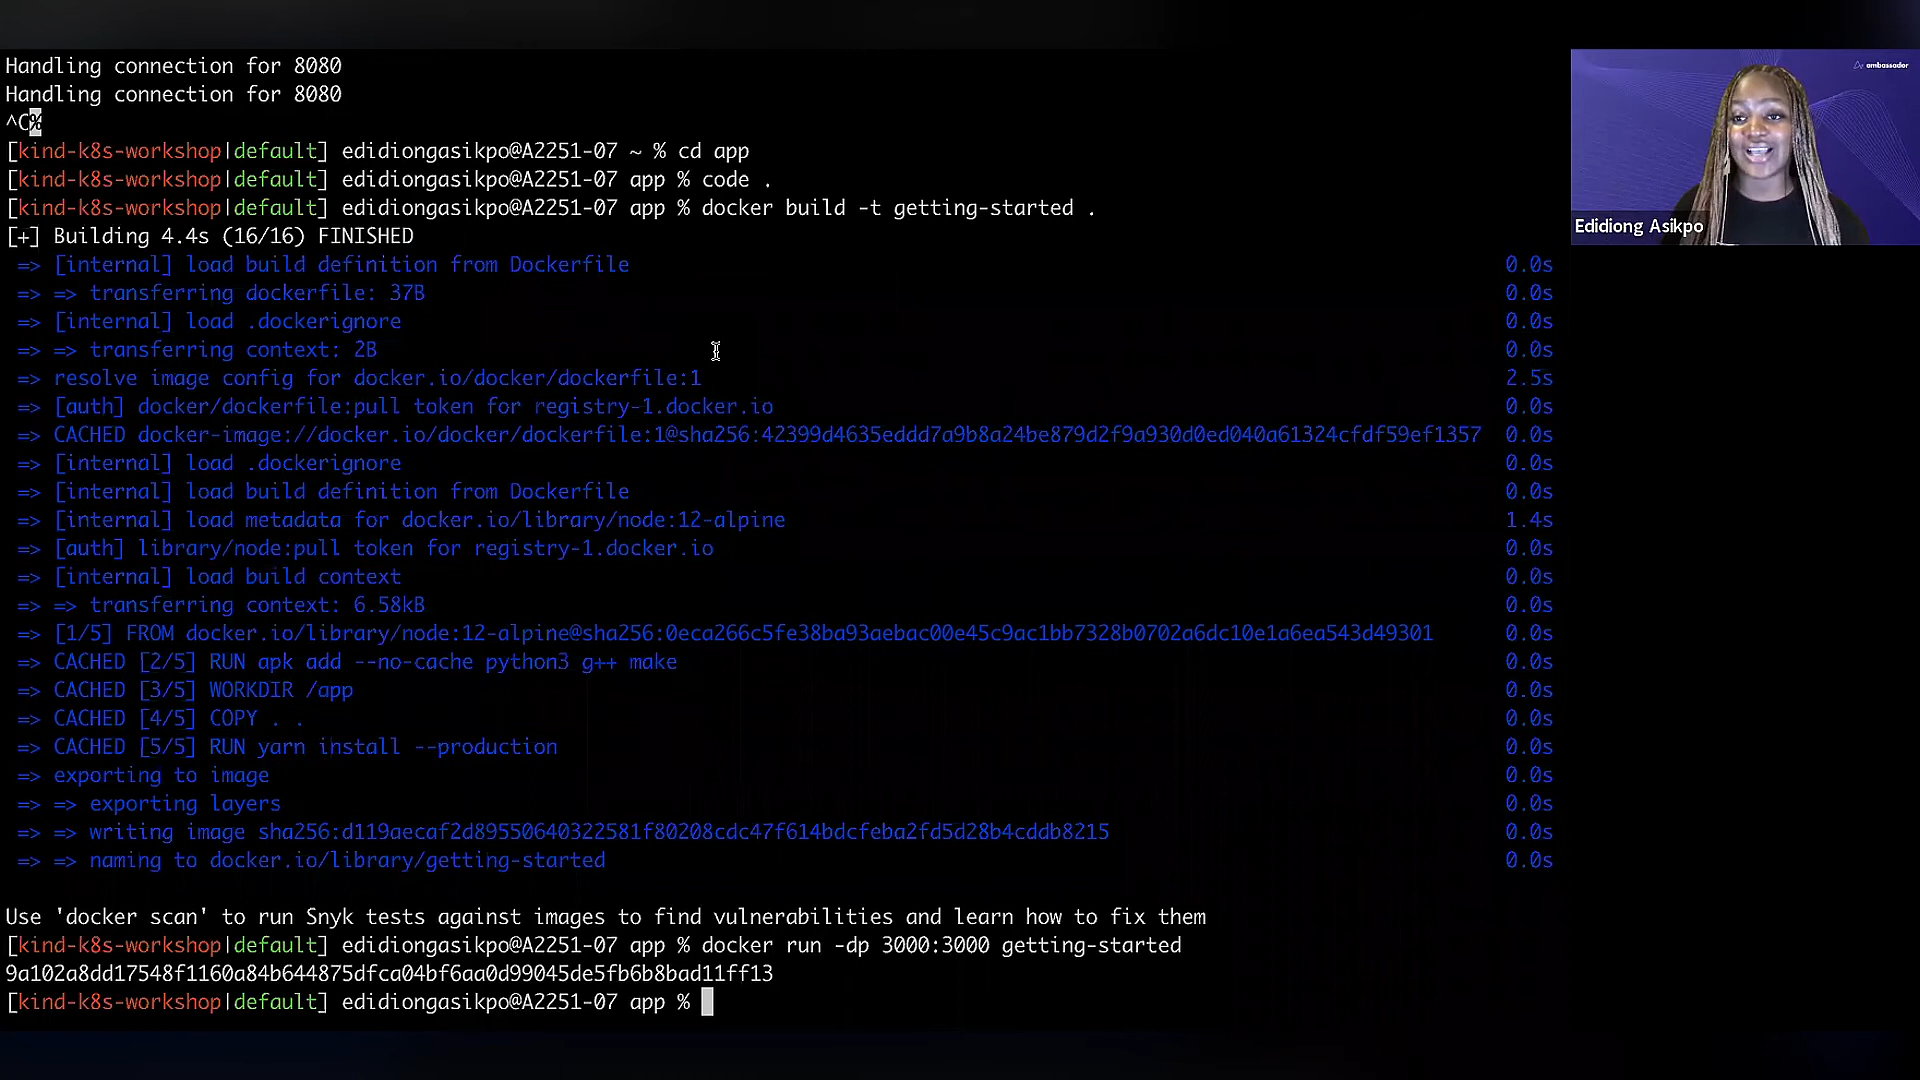 Handling connection for 8080
Handling connection for 8080
^C%
[kind-k8s-workshop|default] edidiongasikpo@A2251-07 ~ % cd app
[kind-k8s-workshop|default] edidiongasikpo@A2251-07 app % code .
[kind-k8s-workshop|default] edidiongasikpo@A2251-07 app % docker build -t getting-started .
[+] Building 4.4s (16/16) FINISHED
=> [internal] load build definition from Dockerfile 0.0s
=> => transferring dockerfile: 37B 0.0s
=> [internal] load .dockerignore 0.0s
=> => transferring context: 2B 0.0s
=> resolve image config for docker.io/docker/dockerfile:1 2.5s
=> [auth] docker/dockerfile:pull token for registry-1.docker.io 0.0s
=> CACHED docker-image://docker.io/docker/dockerfile:1@sha256:42399d4635eddd7a9b8a24be879d2f9a930d0ed040a61324cfdf59ef1357 0.0s
=> [internal] load .dockerignore 0.0s
=> [internal] load build definition from Dockerfile 0.0s
=> [internal] load metadata for docker.io/library/node:12-alpine 1.4s
=> [auth] library/node:pull token for registry-1.docker.io 0.0s
=> [internal] load build context 0.0s
=> => transferring context: 6.58kB 0.0s
=> [1/5] FROM docker.io/library/node:12-alpine@sha256:0eca266c5fe38ba93aebac00e45c9ac1bb7328b0702a6dc10e1a6ea543d49301 0.0s
=> CACHED [2/5] RUN apk add --no-cache python3 g++ make 0.0s
=> CACHED [3/5] WORKDIR /app 0.0s
=> CACHED [4/5] COPY . . 0.0s
=> CACHED [5/5] RUN yarn install --production 0.0s
=> exporting to image 0.0s
=> => exporting layers 0.0s
=> => writing image sha256:d119aecaf2d89550640322581f80208cdc47f614bdcfeba2fd5d28b4cddb8215 0.0s
=> => naming to docker.io/library/getting-started 0.0s
Use 'docker scan' to run Snyk tests against images to find vulnerabilities and learn how to fix them
[kind-k8s-workshop|default] edidiongasikpo@A2251-07 app % docker run -dp 3000:3000 getting-started
9a102a8dd17548f1160a84b644875dfca04bf6aa0d99045de5fb6b8bad11ff13
[kind-k8s-workshop|default] edidiongasikpo@A2251-07 app %
ambassador
Edidiong Asikpo